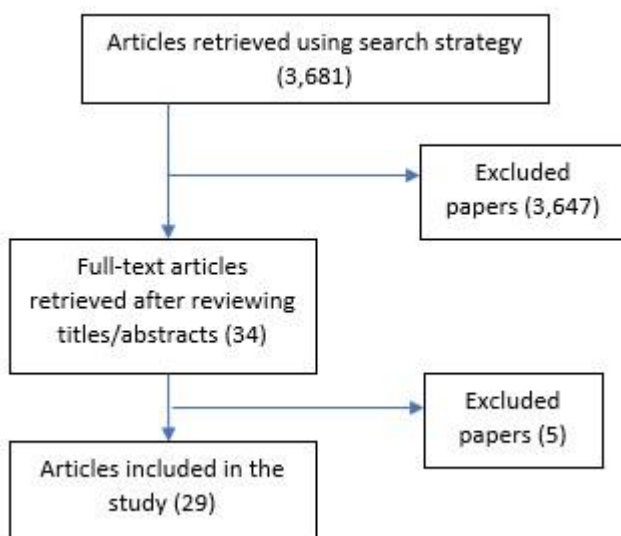 Articles retrieved using search strategy
(3,681)
Excluded
papers (3,647)
Full-text articles
retrieved after reviewing
titles/abstracts (34)
Excluded
papers (5)
Articles included in the
study (29)